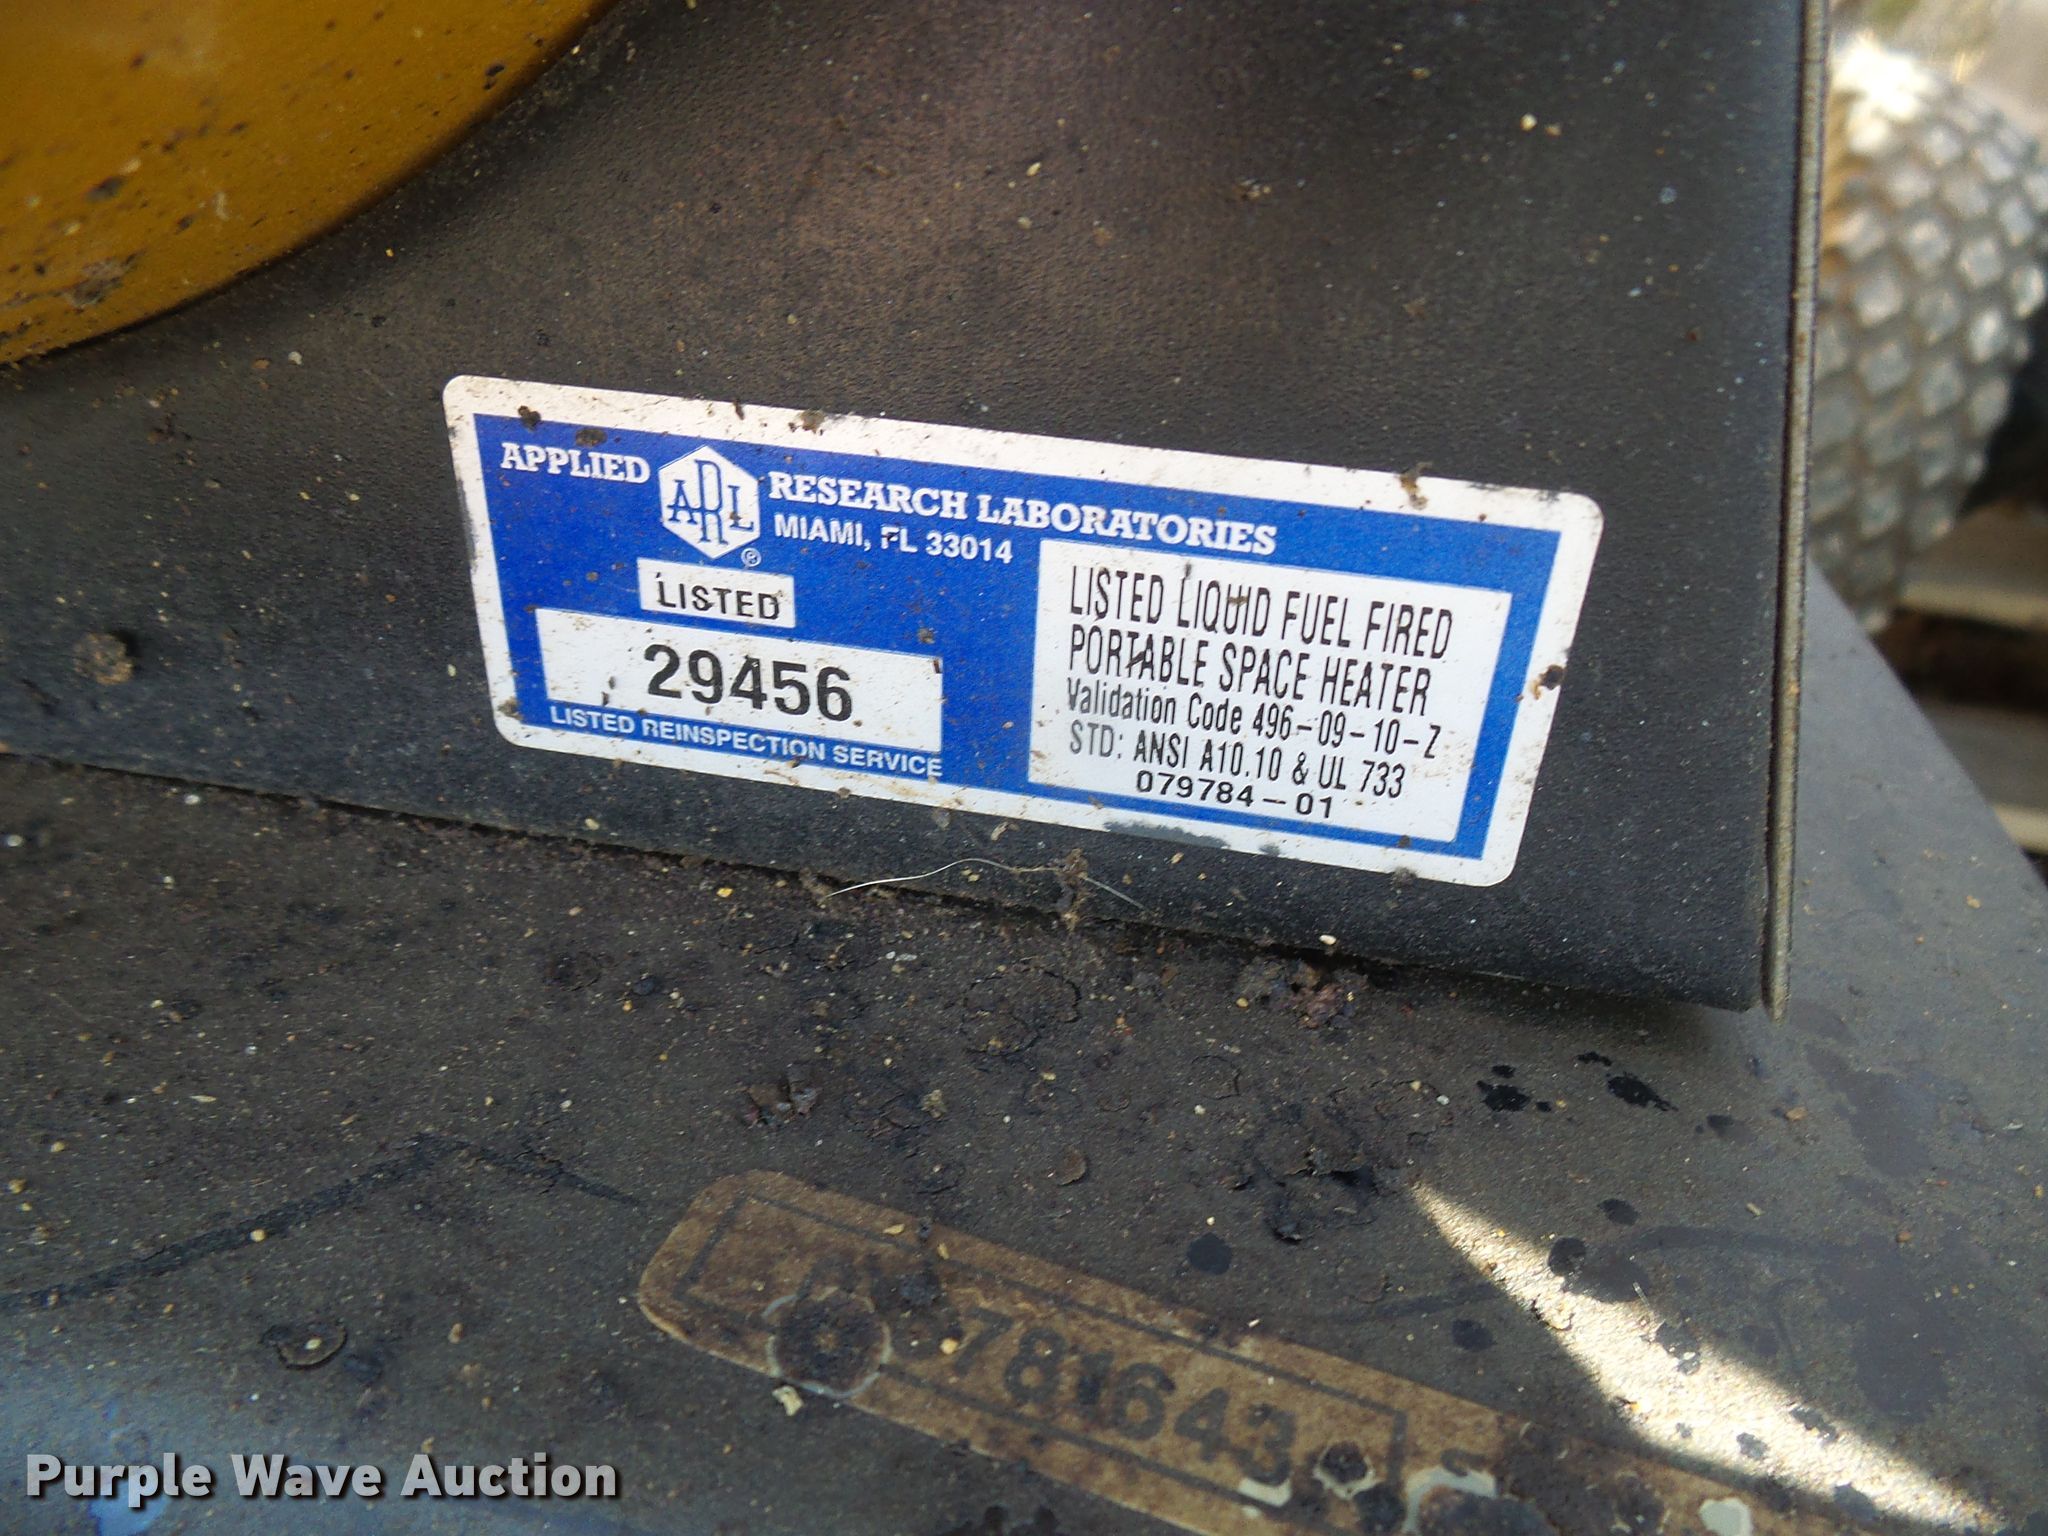 APPLIED ARL® RESEARCH LABORATORIES
MIAMI, FL 33014
LISTED
29456
LISTED REINSPECTION SERVICE
LISTED LIQUID FUEL FIRED
PORTABLE SPACE HEATER
Validation Code 496-09-10-Z
STD: ANSI A10.10 & UL 733
079784-01
781643
Purple Wave Auction